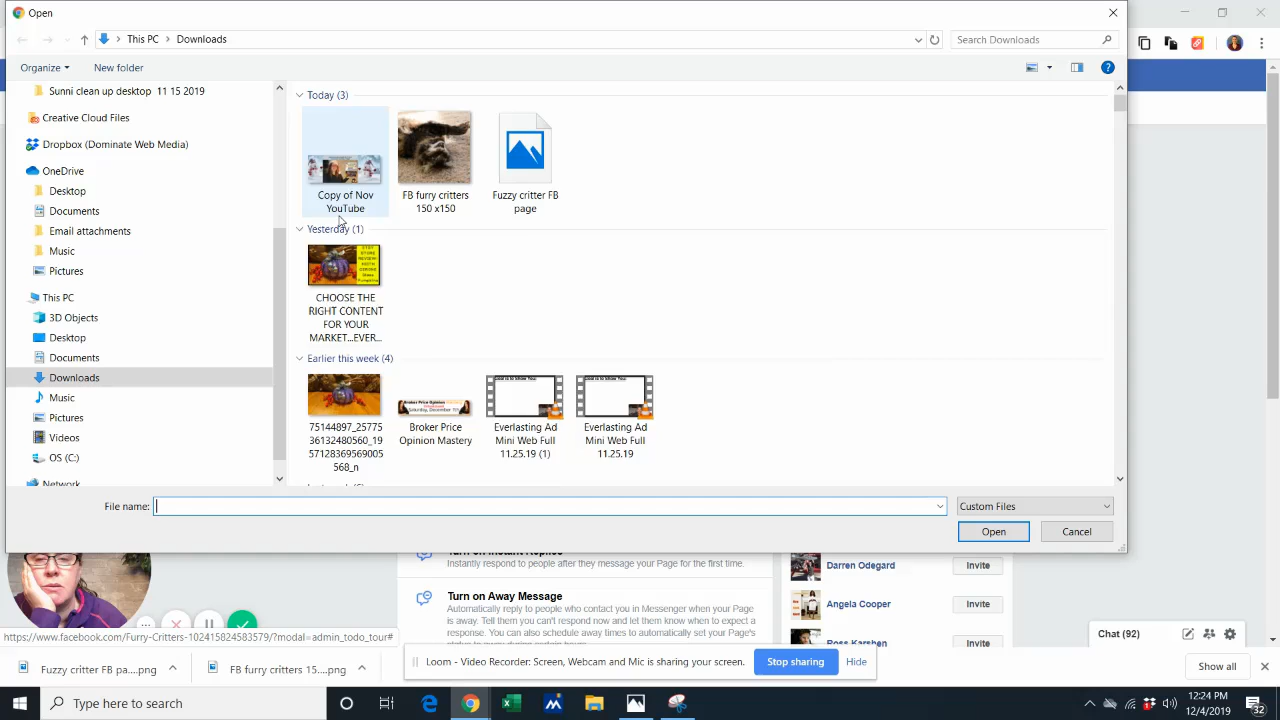 Open
This PC
Downloads
Search Downloads
Organize
New folder
?
Sunni clean up desktop 11 15 2019
Creative Cloud Files
Dropbox (Dominate Web Media)
OneDrive
Desktop
Documents
Email attachments
Music
Pictures
This PC
3D Objects
Desktop
Documents
Downloads
Music
Pictures
Videos
OS (C:)
Network
Today (3)
Copy of Nov
YouTube
FB furry critters
150 x150
Fuzzy critter FB
page
Yesterday (1)
CHOOSE THE
RIGHT CONTENT
FOR YOUR
MARKET...EVER...
Earlier this week (4)
75144897_25775
36132480560_19
57128369569005
568_n
Broker Price Opinion Mastery
Saturday, December 7th
Broker Price
Opinion Mastery
Everlasting Ad
Mini Web Full
11.25.19 (1)
Everlasting Ad
Mini Web Full
11.25.19
File name:
Custom Files
Open
Cancel
Turn on Instant Replies
Instantly respond to people after they message your Page for the first time.
Turn on Away Message
Automatically reply to people who contact you in Messenger when your Page
is away. Tell them you can't respond now and let them know when to expect a
response. You can also schedule away times to automatically set your Page's
Darren Odegard
Invite
Angela Cooper
Invite
Ross Karshen
Invite
Chat (92)
https://www.facebook.com/Furry-Critters-102415824583579/?modal=admin_todo_tour#
Fuzzy critter FB ....png
FB furry critters 15....png
Loom - Video Recorder: Screen, Webcam and Mic is sharing your screen.
Stop sharing
Hide
Show all
Type here to search
12:24 PM
12/4/2019
32